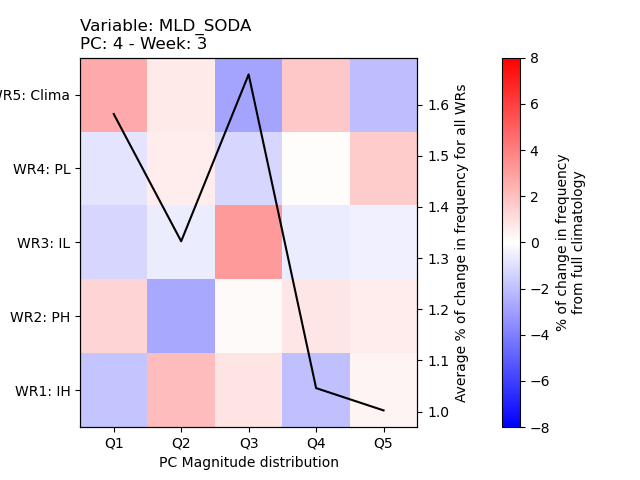 Variable: MLD_SODA
PC: 4 - Week: 3
WR5: Clima
WR4: PL
WR3: IL
WR2: PH
WR1: IH
Q1 Q2 Q3 Q4 Q5
PC Magnitude distribution
1.6
1.5
1.4
1.3
1.2
1.1
1.0
Average % of change in frequency for all WRs
8
6
4
2
0
−2
−4
−6
−8
% of change in frequency
from full climatology